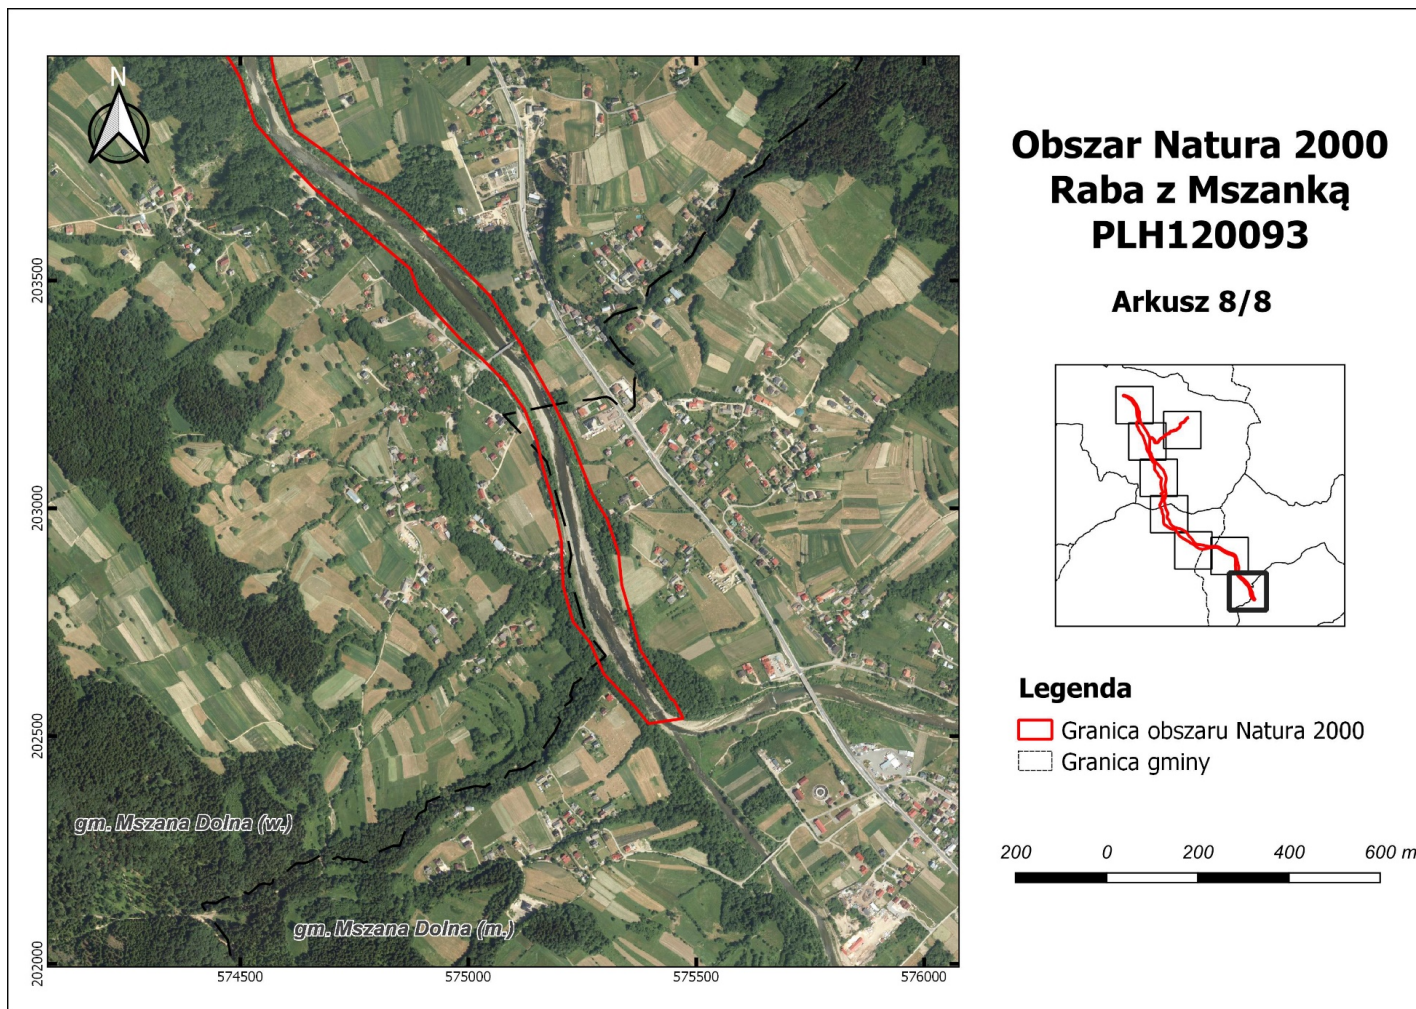 N
Obszar Natura 2000
Raba z Mszanką
PLH120093
Arkusz 8/8
203500
203000
202500
202000
gm. Mszana Dolna (w.)
gm. Mszana Dolna (m.)
574500 575000 575500 576000
Legenda
Granica obszaru Natura 2000
Granica gminy
200 0 200 400 600 m